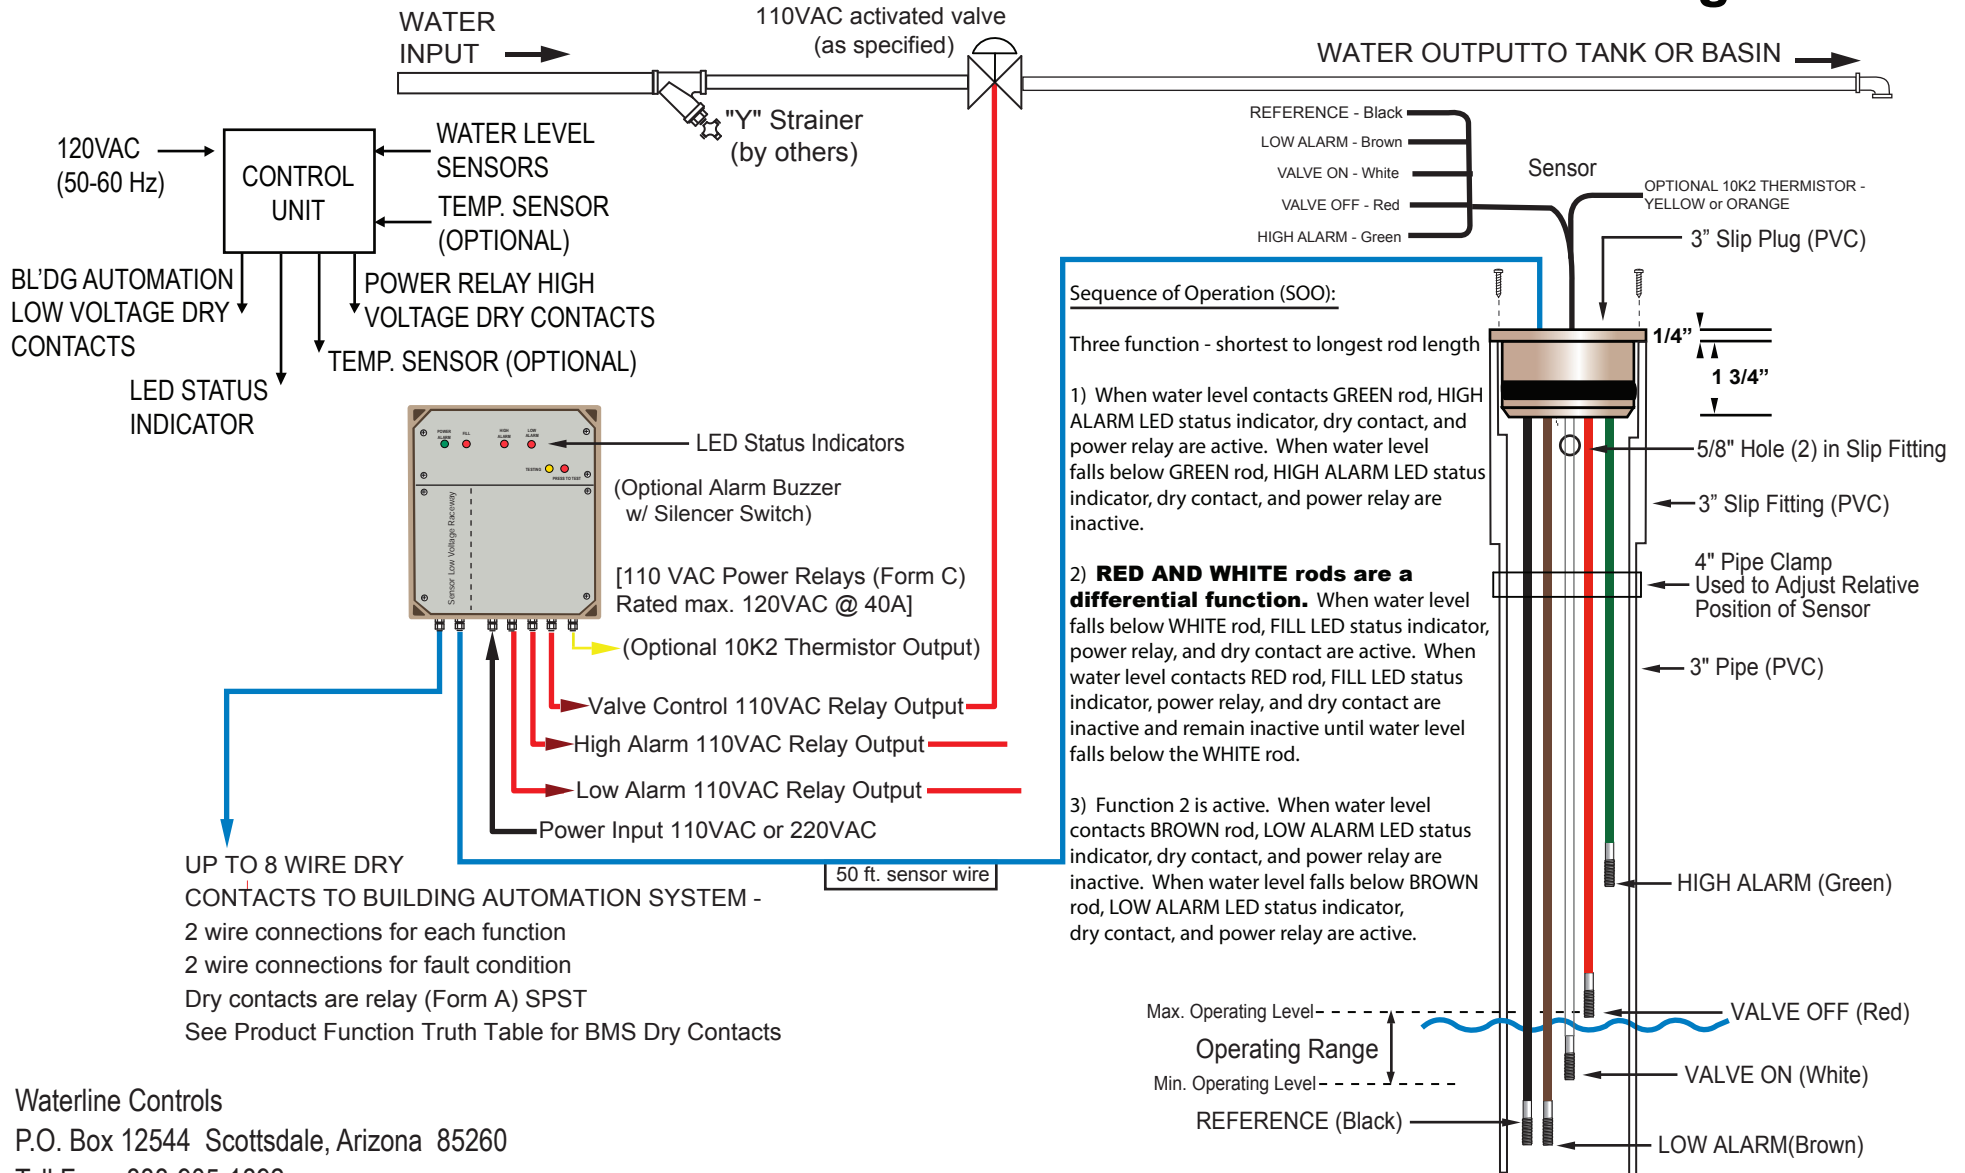 WATER
INPUT
110VAC activated valve
(as specified)
WATER OUTPUTTO TANK OR BASIN
"Y" Strainer
(by others)
120VAC
(50-60 Hz)
CONTROL
UNIT
WATER LEVEL
SENSORS
TEMP. SENSOR
(OPTIONAL)
BL'DG AUTOMATION
LOW VOLTAGE DRY
CONTACTS
POWER RELAY HIGH
VOLTAGE DRY CONTACTS
TEMP. SENSOR (OPTIONAL)
LED STATUS
INDICATOR
REFERENCE - Black
LOW ALARM - Brown
VALVE ON - White
VALVE OFF - Red
HIGH ALARM - Green
Sensor
OPTIONAL 10K2 THERMISTOR -
YELLOW or ORANGE
3” Slip Plug (PVC)
1/4”
1 3/4”
5/8" Hole (2) in Slip Fitting
3” Slip Fitting (PVC)
4" Pipe Clamp
Used to Adjust Relative
Position of Sensor
3" Pipe (PVC)
HIGH ALARM (Green)
VALVE OFF (Red)
VALVE ON (White)
LOW ALARM(Brown)
REFERENCE (Black)
Max. Operating Level
Operating Range
Min. Operating Level
Sequence of Operation (SOO):
Three function - shortest to longest rod length
1) When water level contacts GREEN rod, HIGH
ALARM LED status indicator, dry contact, and
power relay are active. When water level
falls below GREEN rod, HIGH ALARM LED status
indicator, dry contact, and power relay are
inactive.
2) RED AND WHITE rods are a
differential function. When water level
falls below WHITE rod, FILL LED status indicator,
power relay, and dry contact are active. When
water level contacts RED rod, FILL LED status
indicator, power relay, and dry contact are
inactive and remain inactive until water level
falls below the WHITE rod.
3) Function 2 is active. When water level
contacts BROWN rod, LOW ALARM LED status
indicator, dry contact, and power relay are
inactive. When water level falls below BROWN
rod, LOW ALARM LED status indicator,
dry contact, and power relay are active.
POWER
ALARM
FILL
HIGH
ALARM
LOW
ALARM
TESTING
PRESS TO TEST
Sensor Low Voltage Raceway
LED Status Indicators
(Optional Alarm Buzzer
w/ Silencer Switch)
[110 VAC Power Relays (Form C)
Rated max. 120VAC @ 40A]
(Optional 10K2 Thermistor Output)
Valve Control 110VAC Relay Output
High Alarm 110VAC Relay Output
Low Alarm 110VAC Relay Output
Power Input 110VAC or 220VAC
50 ft. sensor wire
UP TO 8 WIRE DRY
CONTACTS TO BUILDING AUTOMATION SYSTEM -
2 wire connections for each function
2 wire connections for fault condition
Dry contacts are relay (Form A) SPST
See Product Function Truth Table for BMS Dry Contacts
Waterline Controls
P.O. Box 12544 Scottsdale, Arizona 85260